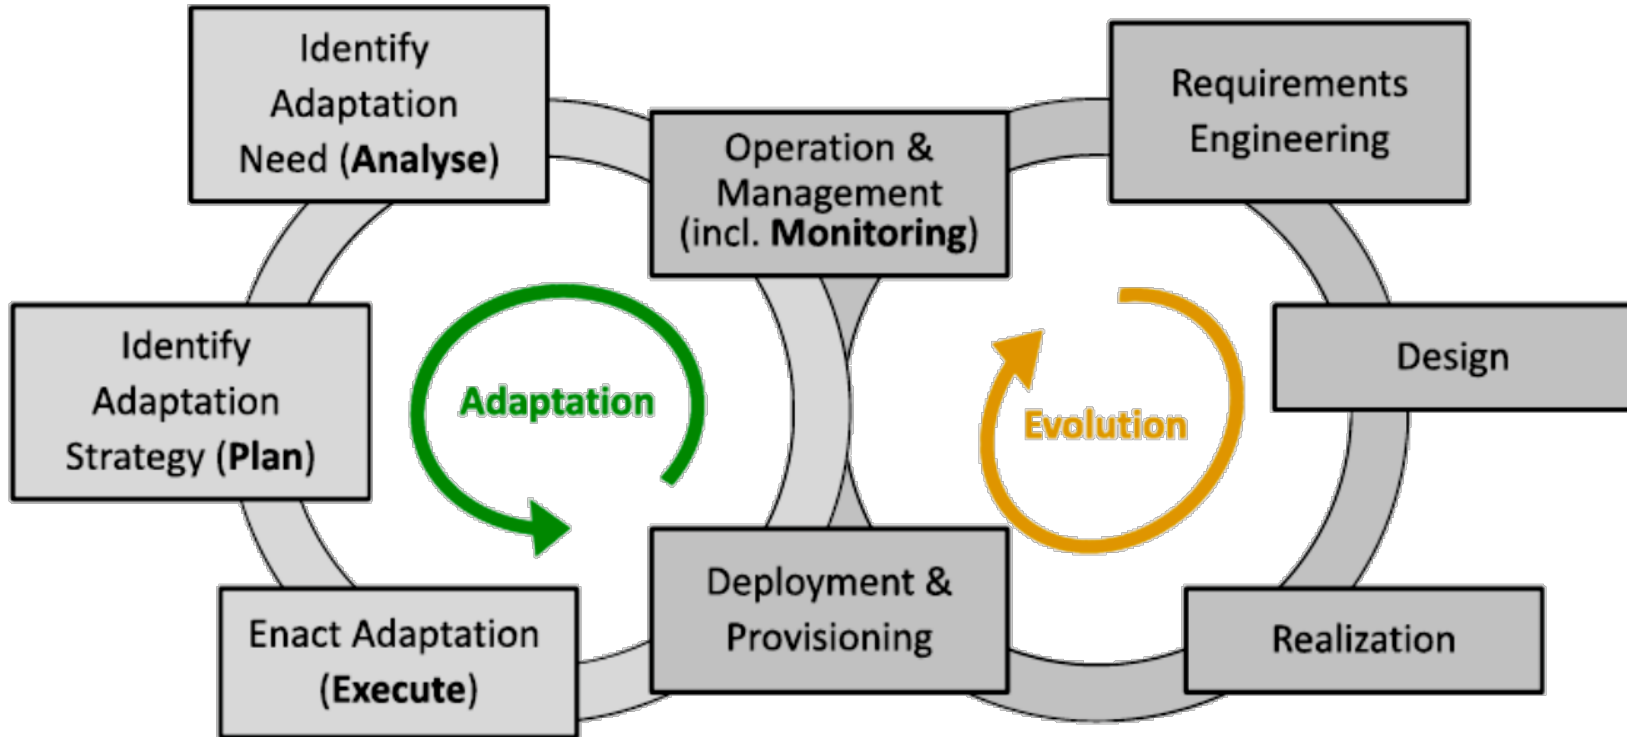 Identify
Adaptation
Need (Analyse)
Operation &
Management
(incl. Monitoring)
Requirements
Engineering
Identify
Adaptation
Strategy (Plan)
Adaptation
Evolution
Design
Enact Adaptation
(Execute)
Deployment &
Provisioning
Realization